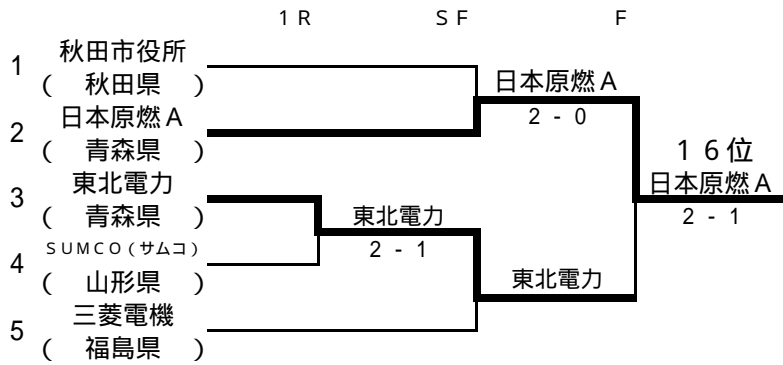 1R SF F
1 秋田市役所
( 秋田県 )
2 日本原燃A
( 青森県 )
3 東北電力
( 青森県 )
4 SUMCO(サムコ)
( 山形県 )
5 三菱電機
( 福島県 )
東北電力
2 - 1
日本原燃A
2 - 0
東北電力
16位
日本原燃A
2 - 1